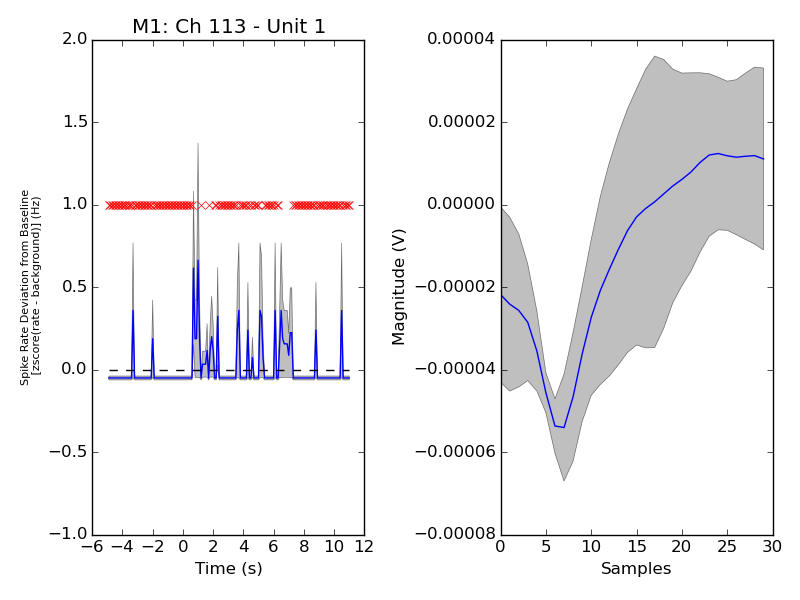 M1: Ch 113 - Unit 1
2.0
1.5
1.0
0.5
0.0
−0.5
−1.0
Spike Rate Deviation from Baseline
[zscore(rate - background)] (Hz)
−6 −4 −2 0 2 4 6 8 10 12
Time (s)
0.00004
0.00002
0.00000
−0.00002
−0.00004
−0.00006
−0.00008
Magnitude (V)
0 5 10 15 20 25 30
Samples